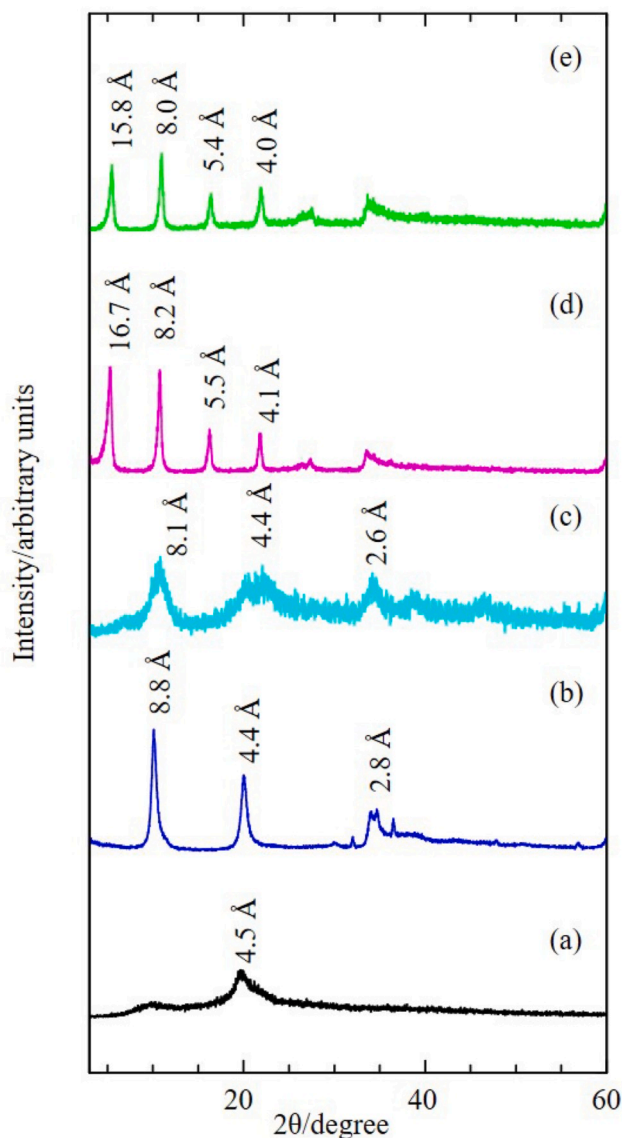 (e)
15.8 Å
8.0 Å
5.4 Å
4.0 Å
(d)
16.7 Å
8.2 Å
5.5 Å
4.1 Å
(c)
8.1 Å
4.4 Å
2.6 Å
(b)
8.8 Å
4.4 Å
2.8 Å
(a)
4.5 Å
Intensity/arbitrary units
20
40
60
2θ/degree